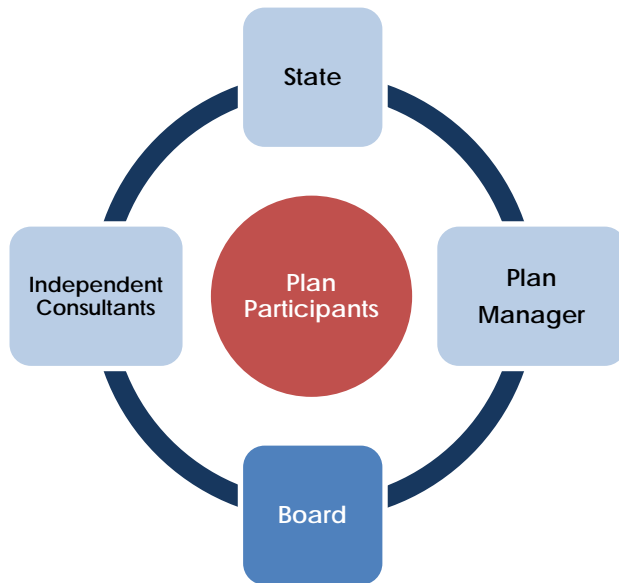 State
Independent
Consultants
Plan
Participants
Plan
Manager
Board